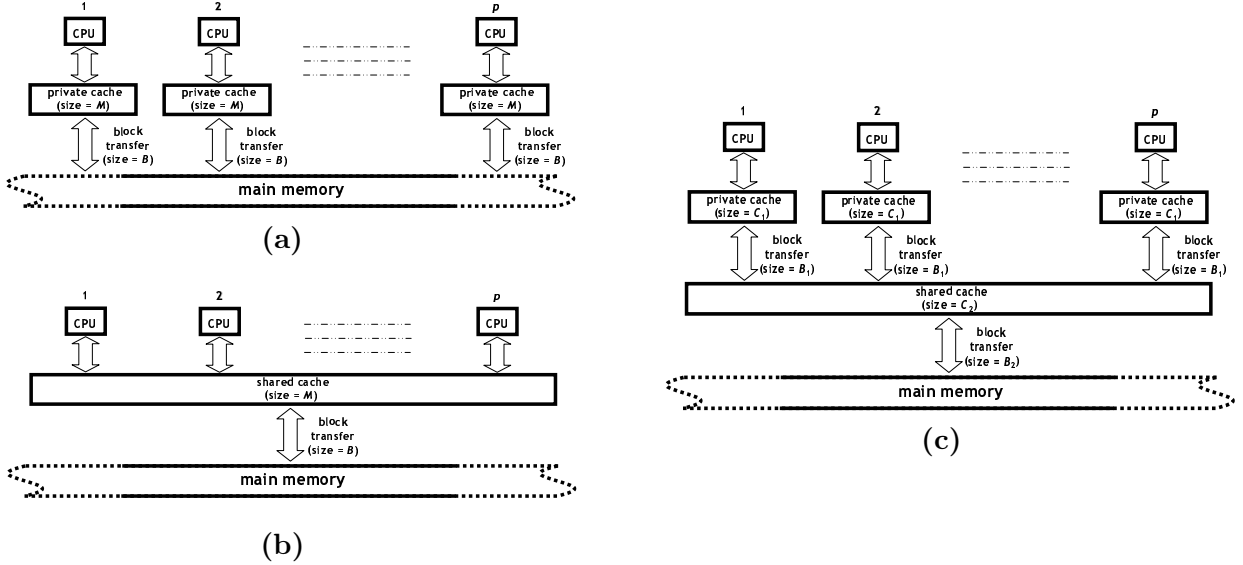 1 2 p
CPU CPU CPU
private cache private cache private cache
(size = M) (size = M) (size = M)
block block block
transfer transfer transfer
(size = B) (size = B) (size = B)
main memory
(a)
1 2 p
CPU CPU CPU
shared cache
(size = M)
block
transfer
(size = B)
main memory
(b)
1 2 p
CPU CPU CPU
private cache private cache private cache
(size = C₁) (size = C₁) (size = C₁)
block block block
transfer transfer transfer
(size = B₁) (size = B₁) (size = B₁)
shared cache
(size = C₂)
block
transfer
(size = B₂)
main memory
(c)